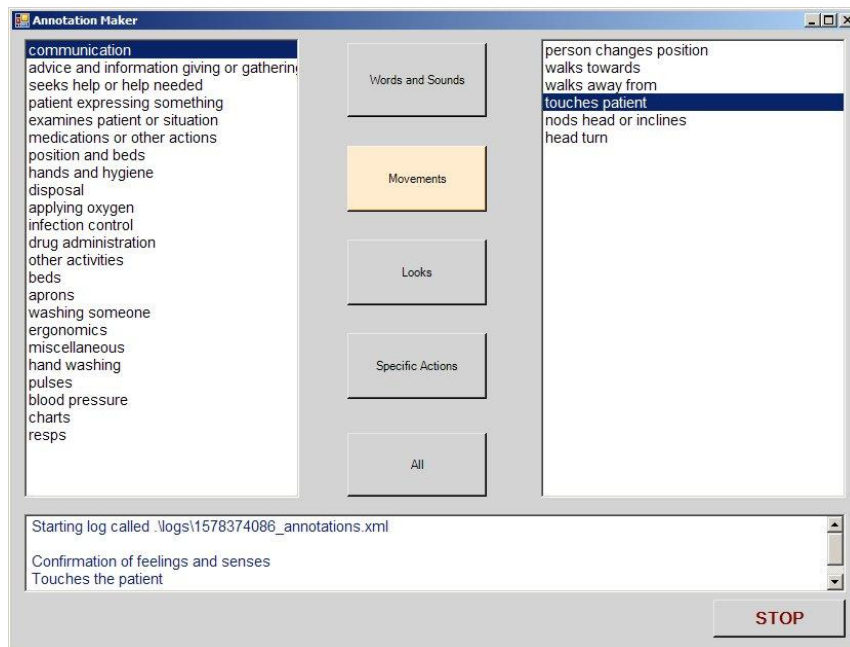 Annotation Maker
communication
advice and information giving or gathering
seeks help or help needed
patient expressing something
examines patient or situation
medications or other actions
position and beds
hands and hygiene
disposal
applying oxygen
infection control
drug administration
other activities
beds
aprons
washing someone
ergonomics
miscellaneous
hand washing
pulses
blood pressure
charts
resps
Words and Sounds
Movements
Looks
Specific Actions
All
person changes position
walks towards
walks away from
touches patient
nods head or inclines
head turn
Starting log called .\logs\1578374086_annotations.xml
Confirmation of feelings and senses
Touches the patient
STOP